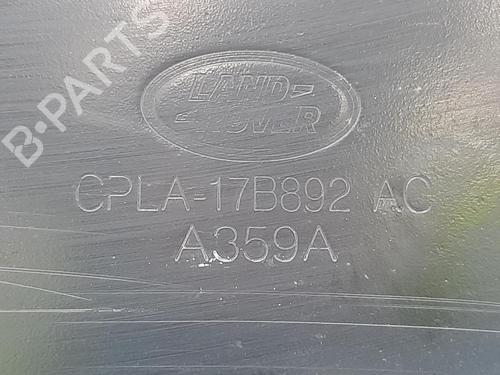 B-PARTS
LAND-
-ROVER
CPLA-17B892 AC
A359A